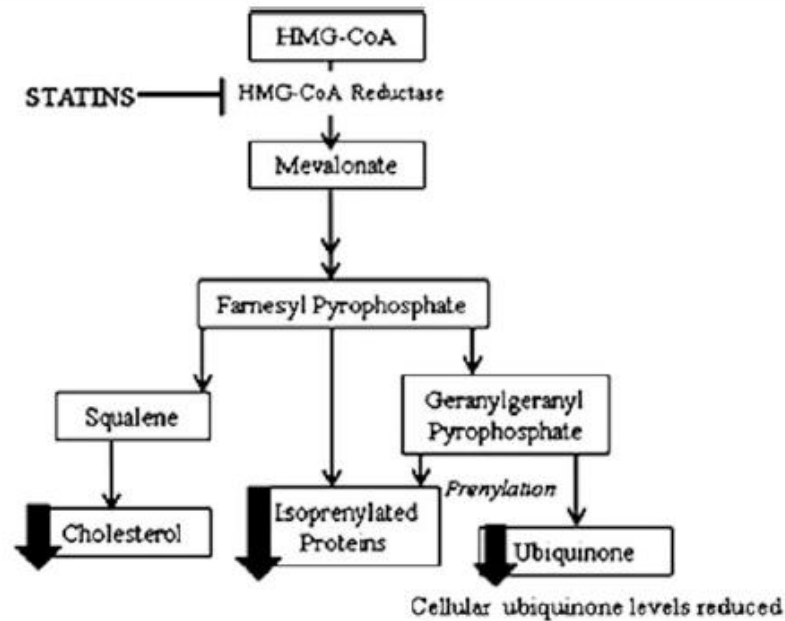 HMG-CoA
STATINS
HMG-CoA Reductase
Mevalonate
Farnesyl Pyrophosphate
Squalene
Geranylgeranyl
Pyrophosphate
Prenylation
Cholesterol
Isoprenylated
Proteins
Ubiquinone
Cellular ubiquinone levels reduced